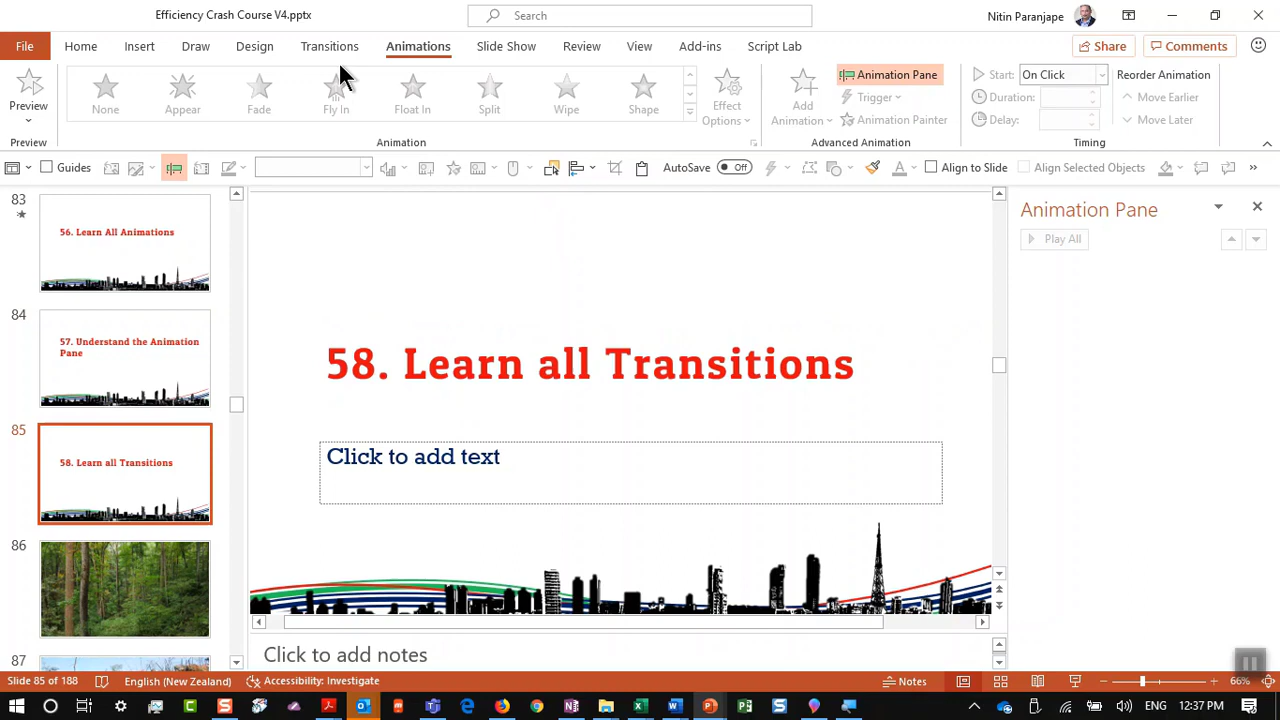 Efficiency Crash Course V4.pptx
Search
Nitin Paranjape
File
Home
Insert
Draw
Design
Transitions
Animations
Slide Show
Review
View
Add-ins
Script Lab
Share
Comments
Preview
None
Appear
Fade
Fly In
Float In
Split
Wipe
Shape
Effect
Options
Add
Animation
Animation Pane
Trigger
Animation Painter
Start: On Click
Duration:
Delay:
Reorder Animation
Move Earlier
Move Later
Preview
Animation
Advanced Animation
Timing
Guides
AutoSave Off
Align to Slide
Align Selected Objects
83
56. Learn All Animations
84
57. Understand the Animation
Pane
85
58. Learn all Transitions
86
87
58. Learn all Transitions
Click to add text
Click to add notes
Animation Pane
Play All
Slide 85 of 188
English (New Zealand)
Accessibility: Investigate
Notes
66%
ENG
12:37 PM